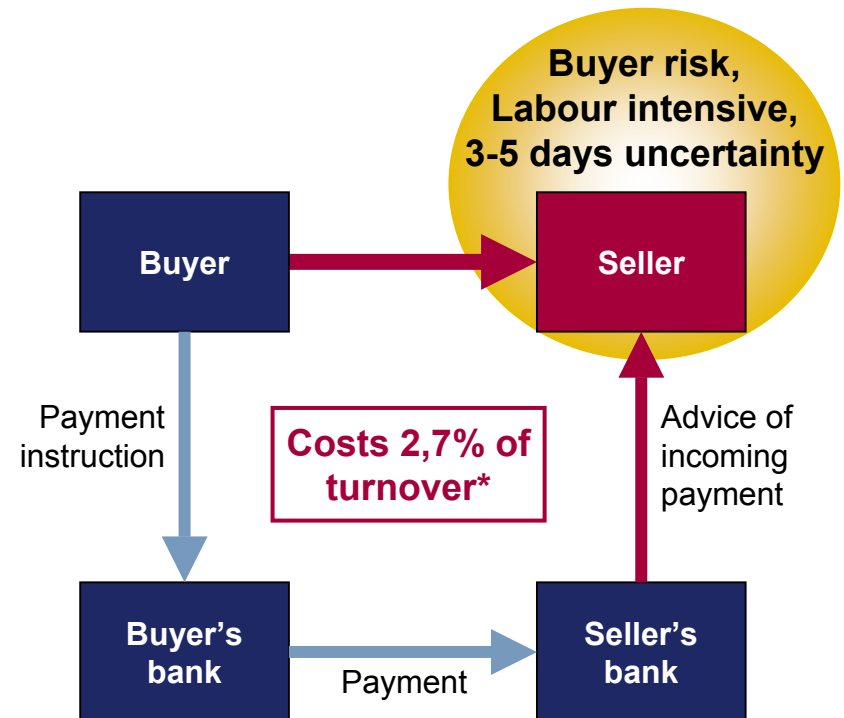 Buyer risk,
Labour intensive,
3-5 days uncertainty
Buyer
Seller
Payment
instruction
Costs 2,7% of
turnover*
Advice of
incoming
payment
Buyer’s
bank
Payment
Seller’s
bank